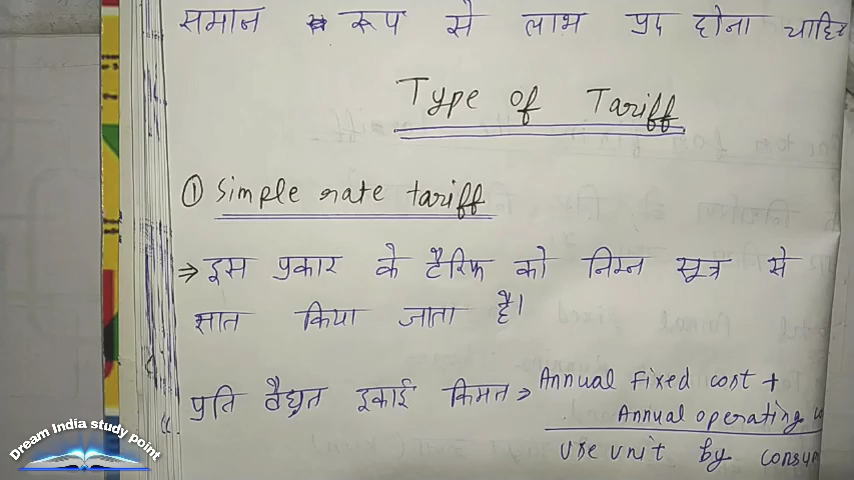 समान रूप से लाभ प्रद होना चाहिए
Type of Tariff
① Simple rate tariff
⇒ इस प्रकार के टैरिफ को निम्न सूत्र से
ज्ञात किया जाता है।
प्रति वैद्युत इकाई किमत ⇒ Annual Fixed cost +
Annual operating
Use unit by
Dream India study point